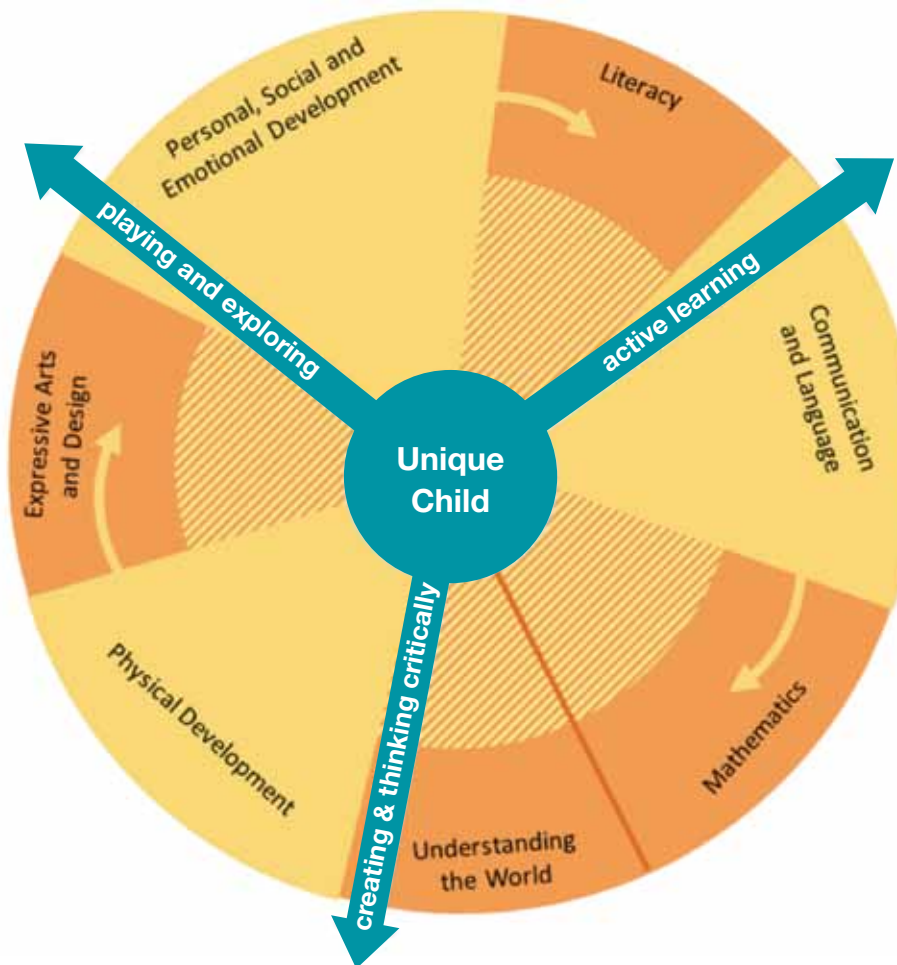 Personal, Social and
Emotional Development
Literacy
playing and exploring
active learning
Communication
and Language
Expressive Arts
and Design
Unique
Child
Physical Development
creating & thinking critically
Mathematics
Understanding
the World